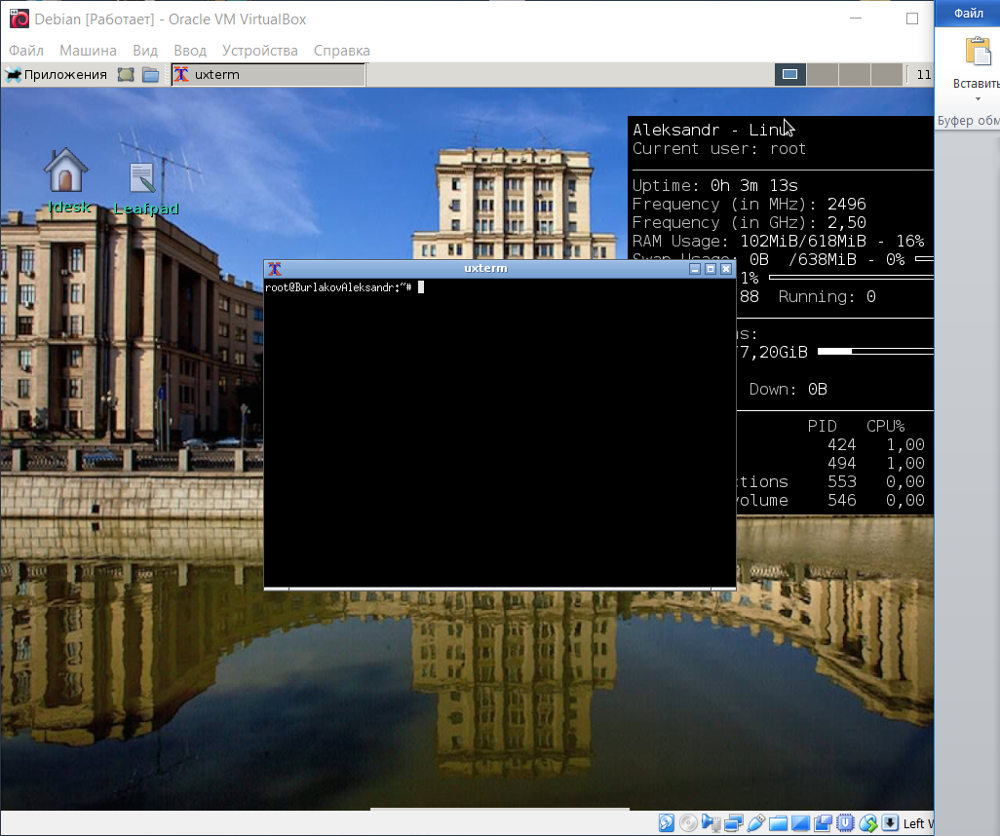 Debian [Работает] - Oracle VM VirtualBox
Файл Машина Вид Ввод Устройства Справка
Приложения uxterm 11
Файл
Вставить
Буфер обм
Idesk Leafpad
Aleksandr - Linu
Current user: root
Uptime: 0h 3m 13s
Frequency (in MHz): 2496
Frequency (in GHz): 2,50
RAM Usage: 102MiB/618MiB - 16%
Swap Usage: 0B /638MiB - 0%
1%
88 Running: 0
s:
/7,20GiB
Down: 0B
PID CPU%
424 1,00
494 1,00
ctions 553 0,00
volume 546 0,00
uxterm
root@BurlakovAleksandr:~#
Left W